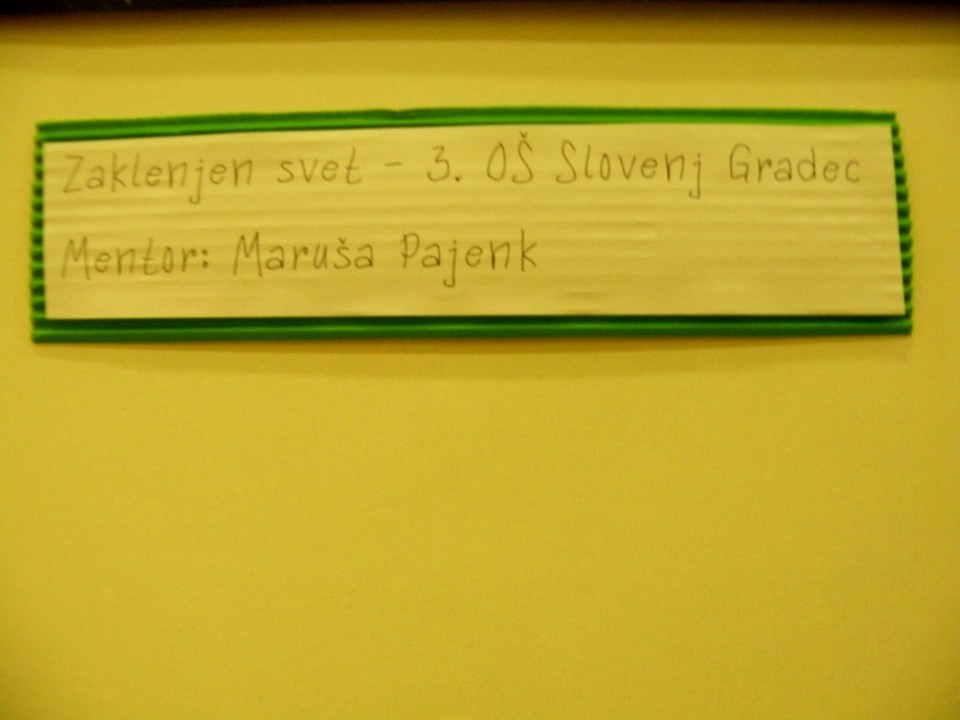 Zaklenjen svet - 3. OŠ Slovenj Gradec
Mentor: Maruša Pajenk